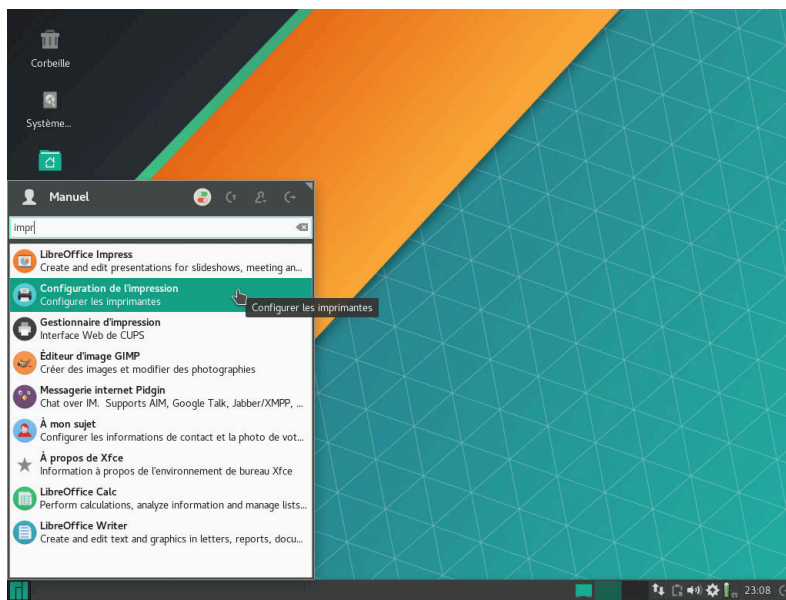 Corbeille
Système...
Manuel
impr
LibreOffice Impress
Create and edit presentations for slideshows, meeting an...
Configuration de l'impression
Configurer les imprimantes
Configurer les imprimantes
Gestionnaire d'impression
Interface Web de CUPS
Éditeur d'image GIMP
Créer des images et modifier des photographies
Messagerie internet Pidgin
Chat over IM. Supports AIM, Google Talk, Jabber/XMPP, ...
À mon sujet
Configurer les informations de contact et la photo de vot...
À propos de Xfce
Information à propos de l'environnement de bureau Xfce
LibreOffice Calc
Perform calculations, analyze information and manage lists...
LibreOffice Writer
Create and edit text and graphics in letters, reports, docu...
23:08